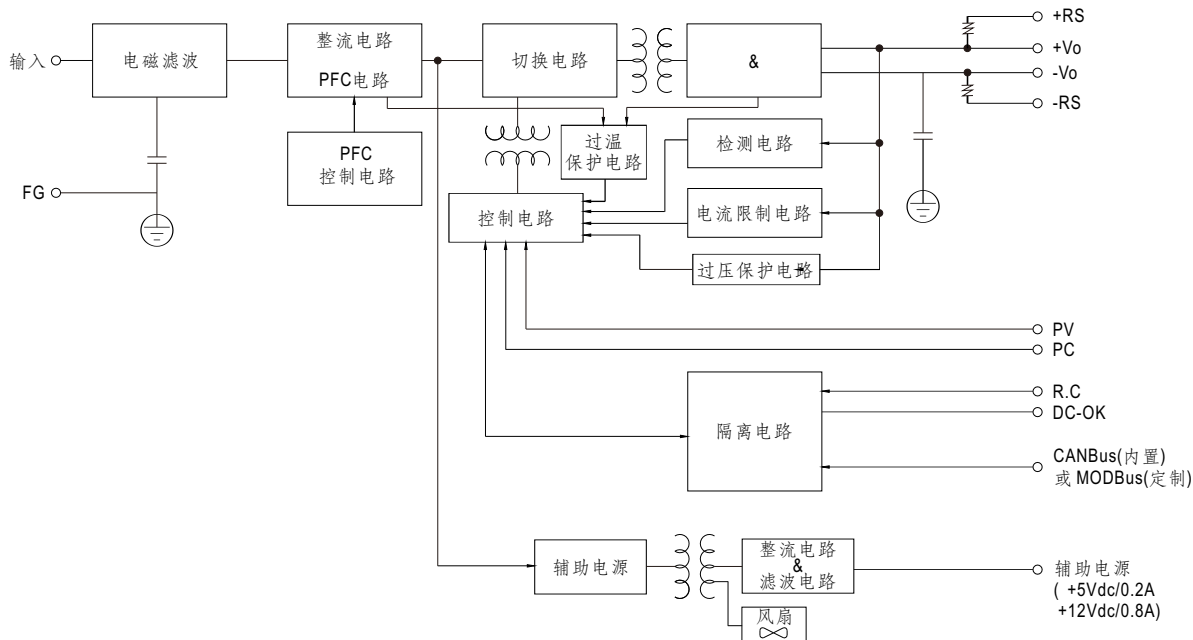 +RS
整流电路
PFC电路
输入
电磁滤波
切换电路
&
+Vo
-Vo
-RS
PFC
控制电路
过温
保护电路
检测电路
FG
控制电路
电流限制电路
过压保护电路
PV
PC
R.C
DC-OK
隔离电路
CANBus(内置)
或 MODBus(定制)
辅助电源
整流电路
&
滤波电路
辅助电源
( +5Vdc/0.2A
+12Vdc/0.8A)
风扇